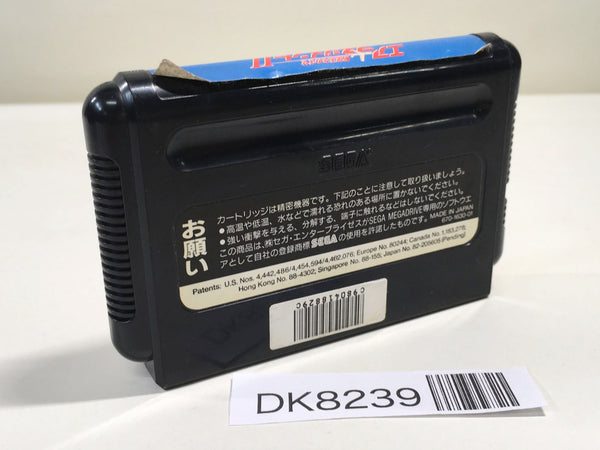 SEGA
お願い
カートリッジは精密機器です。下記のことに注意して取り扱いましょう。
●高温や低温、水などで濡れる恐れのある場所に置かないでください。
●強い衝撃を与える、分解する、端子に触れるなどはしないでください。
この商品は、㈱セガ・エンタープライゼスがSEGA MEGADRIVE専用のソフトウエ
アとして自社の登録商標SEGAの使用を許諾したものです。 MADE IN JAPAN
670-1630-01
Patents: U.S. Nos. 4,442,486/4,454,594/4,462,076; Europe No. 80244; Canada No. 1,183,276;
Hong Kong No. 88-4302; Singapore No. 88-155; Japan No. 82-205605 (Pending)
C980418829C
DK8239